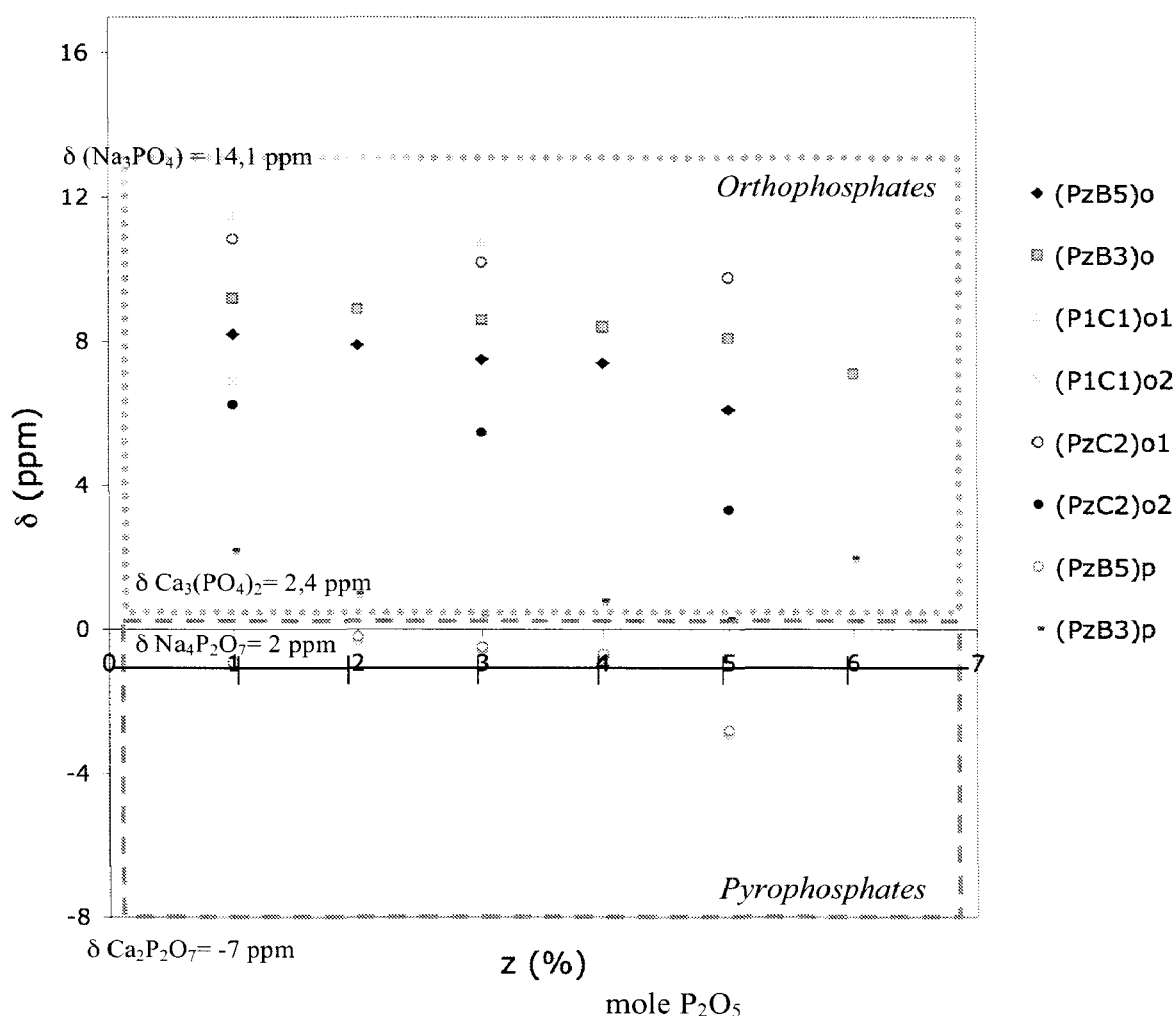 16
δ (Na₃PO₄) = 14,1 ppm
Orthophosphates
12
8
δ (ppm)
4
δ Ca₃(PO₄)₂= 2,4 ppm
0
δ Na₄P₂O₇= 2 ppm
0 1 2 3 4 5 6 7
-4
Pyrophosphates
-8
δ Ca₂P₂O₇= -7 ppm
z (%)
mole P₂O₅
(PzB5)o
(PzB3)o
(P1C1)o1
(P1C1)o2
(PzC2)o1
(PzC2)o2
(PzB5)p
(PzB3)p